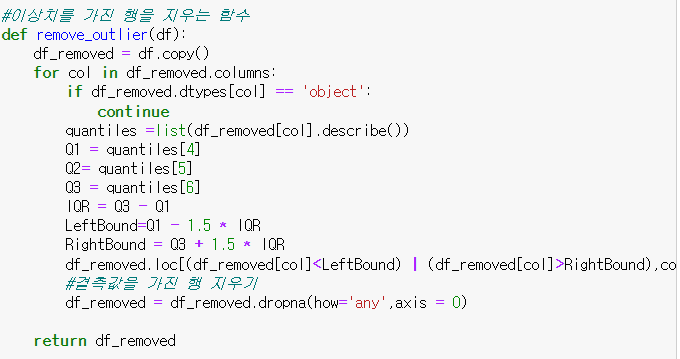 #이상치를 가진 행을 지우는 함수
def remove_outlier(df):
    df_removed = df.copy()
    for col in df_removed.columns:
        if df_removed.dtypes[col] == 'object':
            continue
        quantiles =list(df_removed[col].describe())
        Q1 = quantiles[4]
        Q2= quantiles[5]
        Q3 = quantiles[6]
        IQR = Q3 - Q1
        LeftBound=Q1 - 1.5 * IQR
        RightBound = Q3 + 1.5 * IQR
        df_removed.loc[(df_removed[col]<LeftBound) | (df_removed[col]>RightBound),co
        #결측값을 가진 행 지우기
        df_removed = df_removed.dropna(how='any',axis = 0)
    return df_removed